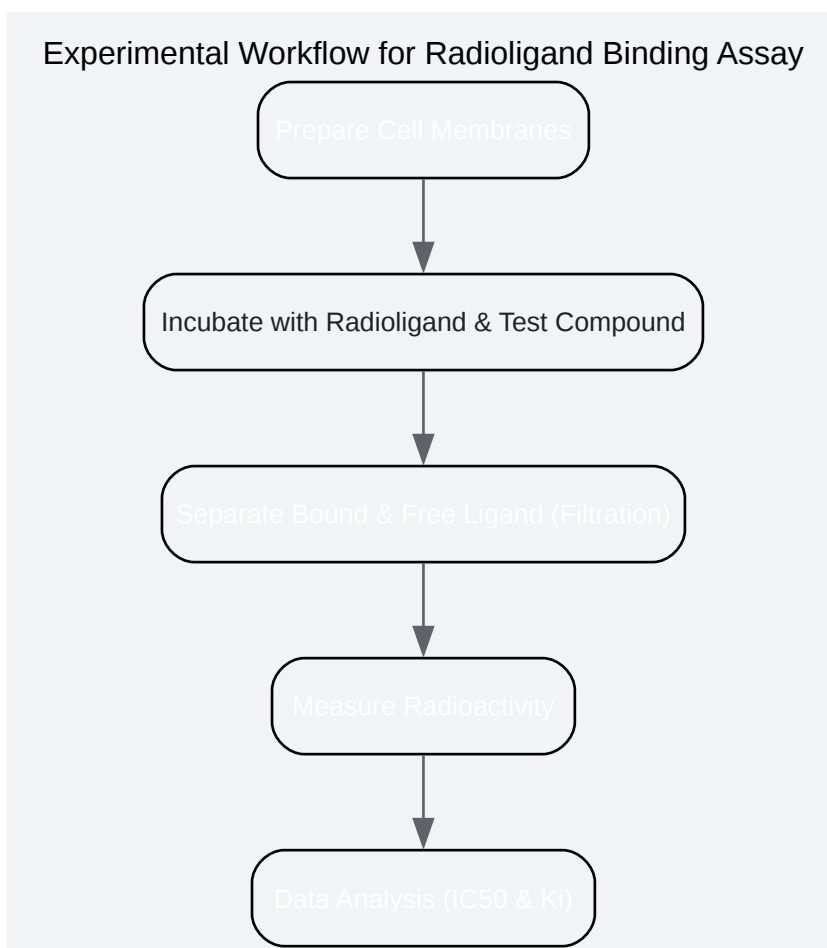 Experimental Workflow for Radioligand Binding Assay
Prepare Cell Membranes
Incubate with Radioligand & Test Compound
Separate Bound & Free Ligand (Filtration)
Measure Radioactivity
Data Analysis (IC50 & Ki)